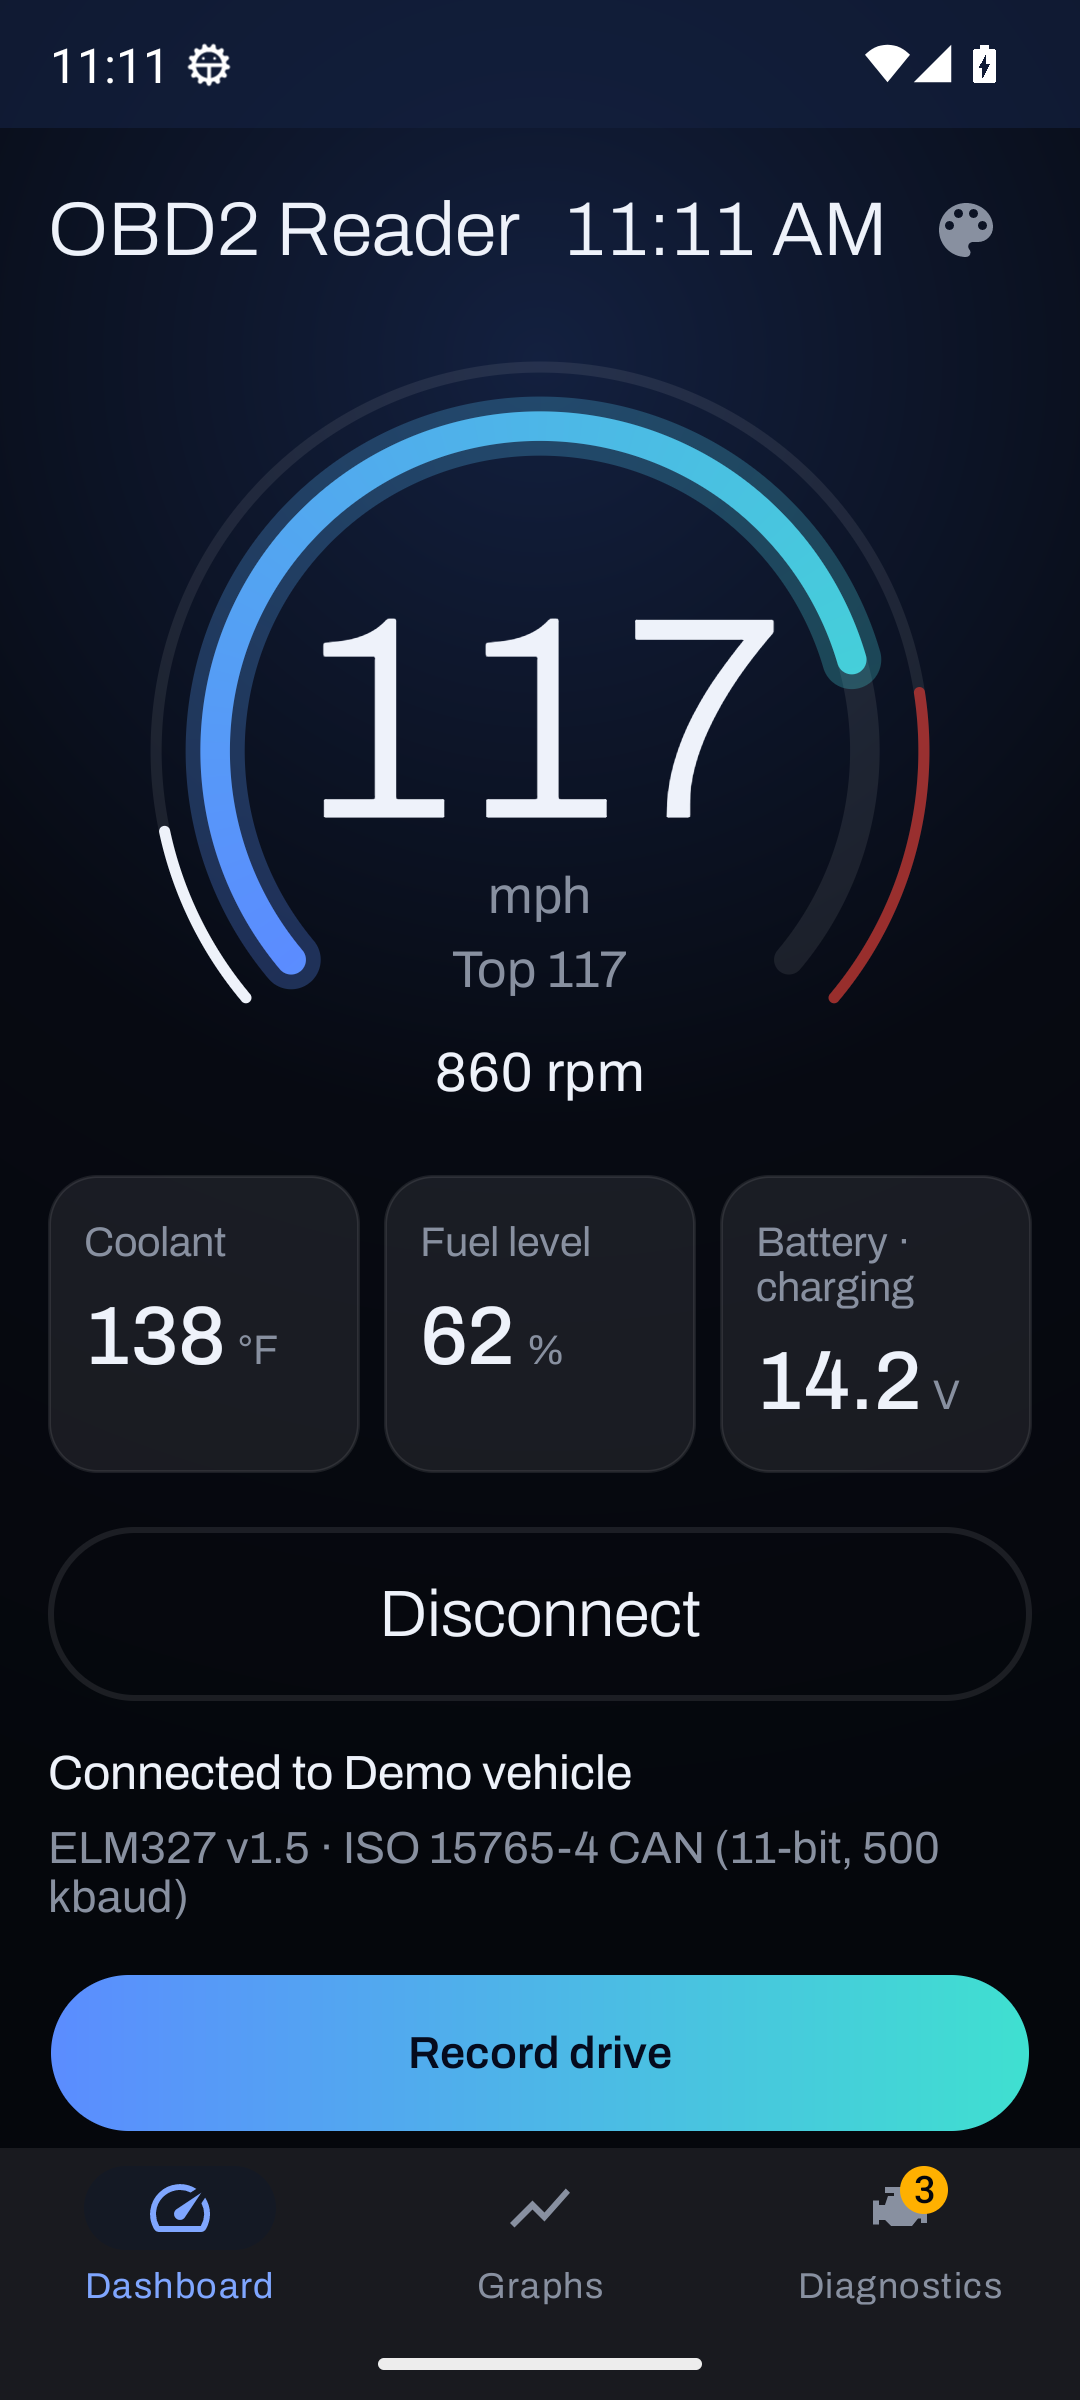 11:11
OBD2 Reader 11:11 AM
117
mph
Top 117
860 rpm
Coolant
138 °F
Fuel level
62 %
Battery ·
charging
14.2 V
Disconnect
Connected to Demo vehicle
ELM327 v1.5 · ISO 15765-4 CAN (11-bit, 500
kbaud)
Record drive
3
Dashboard
Graphs
Diagnostics